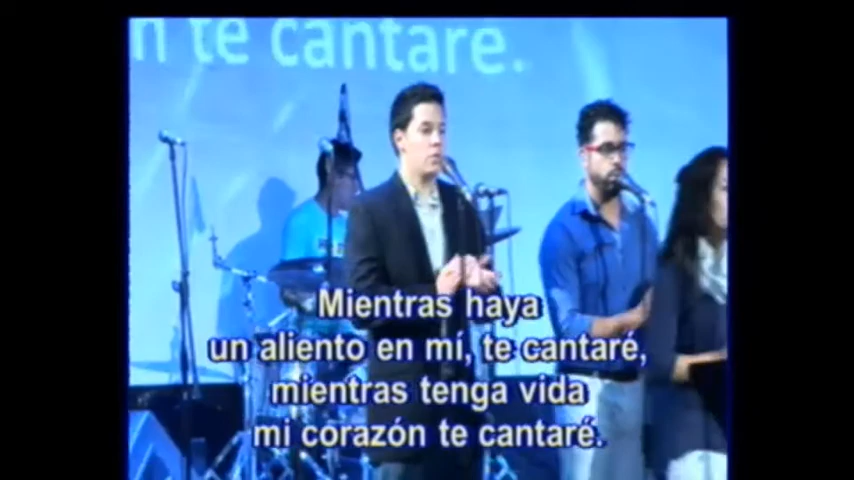 n te cantaré.
Mientras haya
un aliento en mí, te cantaré,
mientras tenga vida
mi corazón te cantaré.